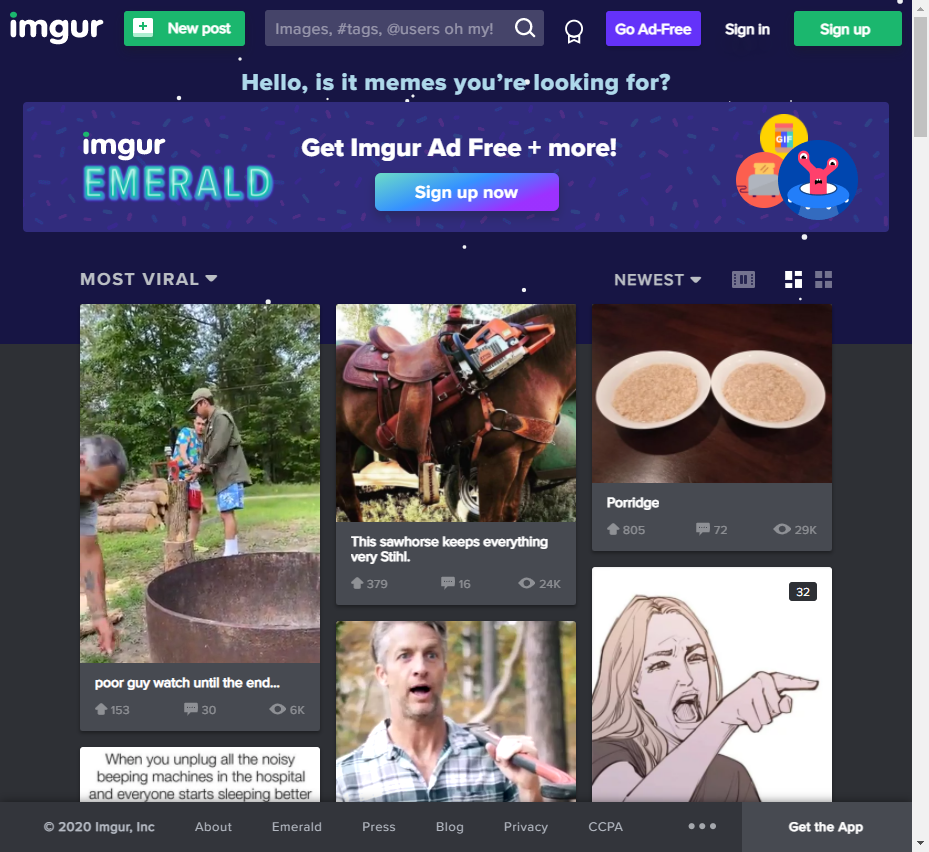 imgur
New post
Images, #tags, @users oh my!
Go Ad-Free
Sign in
Sign up
Hello, is it memes you’re looking for?
imgur
EMERALD
Get Imgur Ad Free + more!
Sign up now
GIF
MOST VIRAL
NEWEST
poor guy watch until the end...
153
30
6K
When you unplug all the noisy
beeping machines in the hospital
and everyone starts sleeping better
This sawhorse keeps everything
very Stihl.
379
16
24K
Porridge
805
72
29K
32
© 2020 Imgur, Inc
About
Emerald
Press
Blog
Privacy
CCPA
Get the App